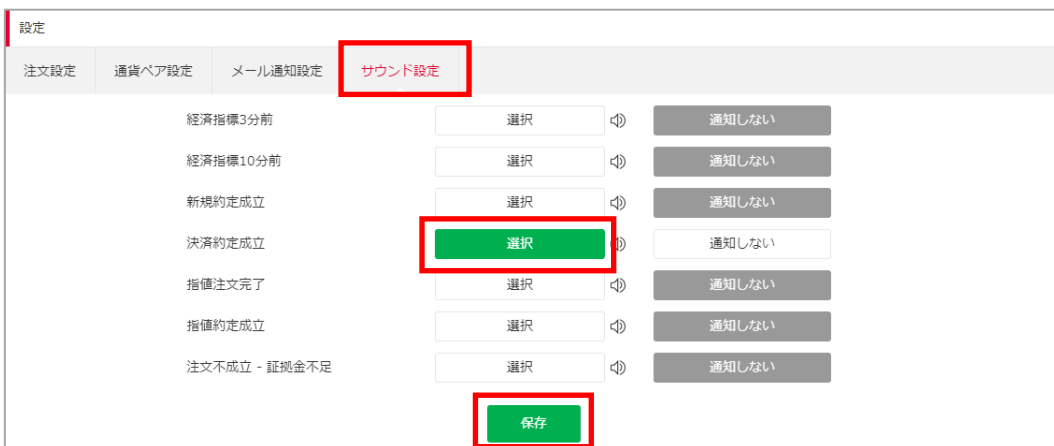 設定
注文設定 通貨ペア設定 メール通知設定 サウンド設定
経済指標3分前 選択 通知しない
経済指標10分前 選択 通知しない
新規約定成立 選択 通知しない
決済約定成立 選択 通知しない
指値注文完了 選択 通知しない
指値約定成立 選択 通知しない
注文不成立 - 証拠金不足 選択 通知しない
保存